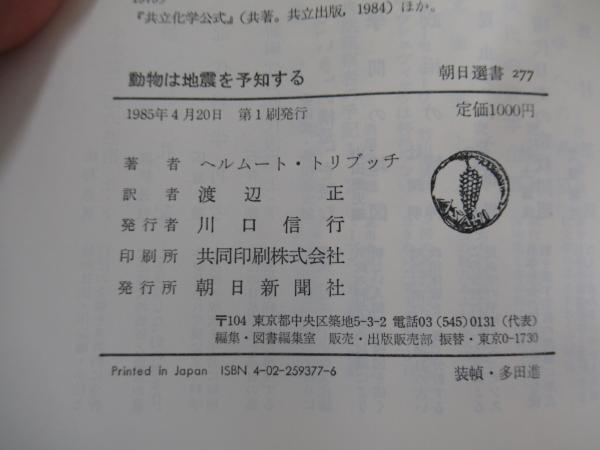 『共立化学公式』(共著。共立出版, 1984) ほか。
動物は地震を予知する　朝日選書 277
1985年4月20日　第1刷発行　定価1000円
著者　ヘルムート・トリブッチ
訳者　渡辺　正
発行者　川口信行
印刷所　共同印刷株式会社
発行所　朝日新聞社
〒104 東京都中央区築地5-3-2 電話03 (545) 0131 (代表)
編集・図書編集室　販売・出版販売部 振替・東京0-1730
Printed in Japan　ISBN 4-02-259377-6　装幀・多田進
ASAHI